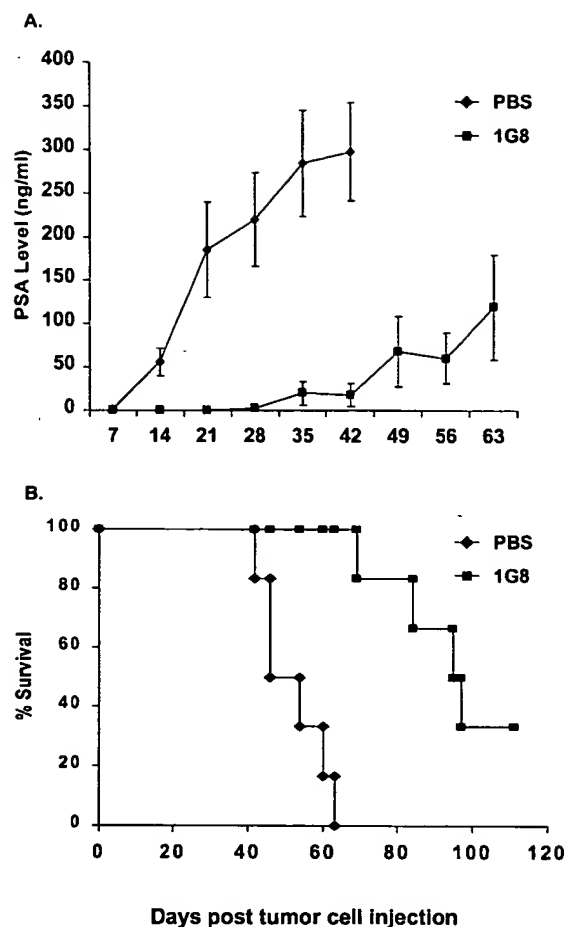 A.
400
350
300
250
200
150
100
50
0
PSA Level (ng/ml)
PBS
1G8
7 14 21 28 35 42 49 56 63
B.
100
80
60
40
20
0
% Survival
PBS
1G8
0 20 40 60 80 100 120
Days post tumor cell injection